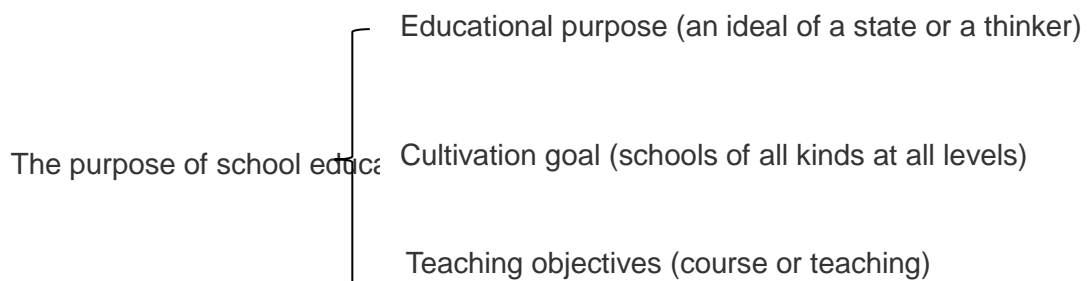 Educational purpose (an ideal of a state or a thinker)
The purpose of school educa
Cultivation goal (schools of all kinds at all levels)
Teaching objectives (course or teaching)